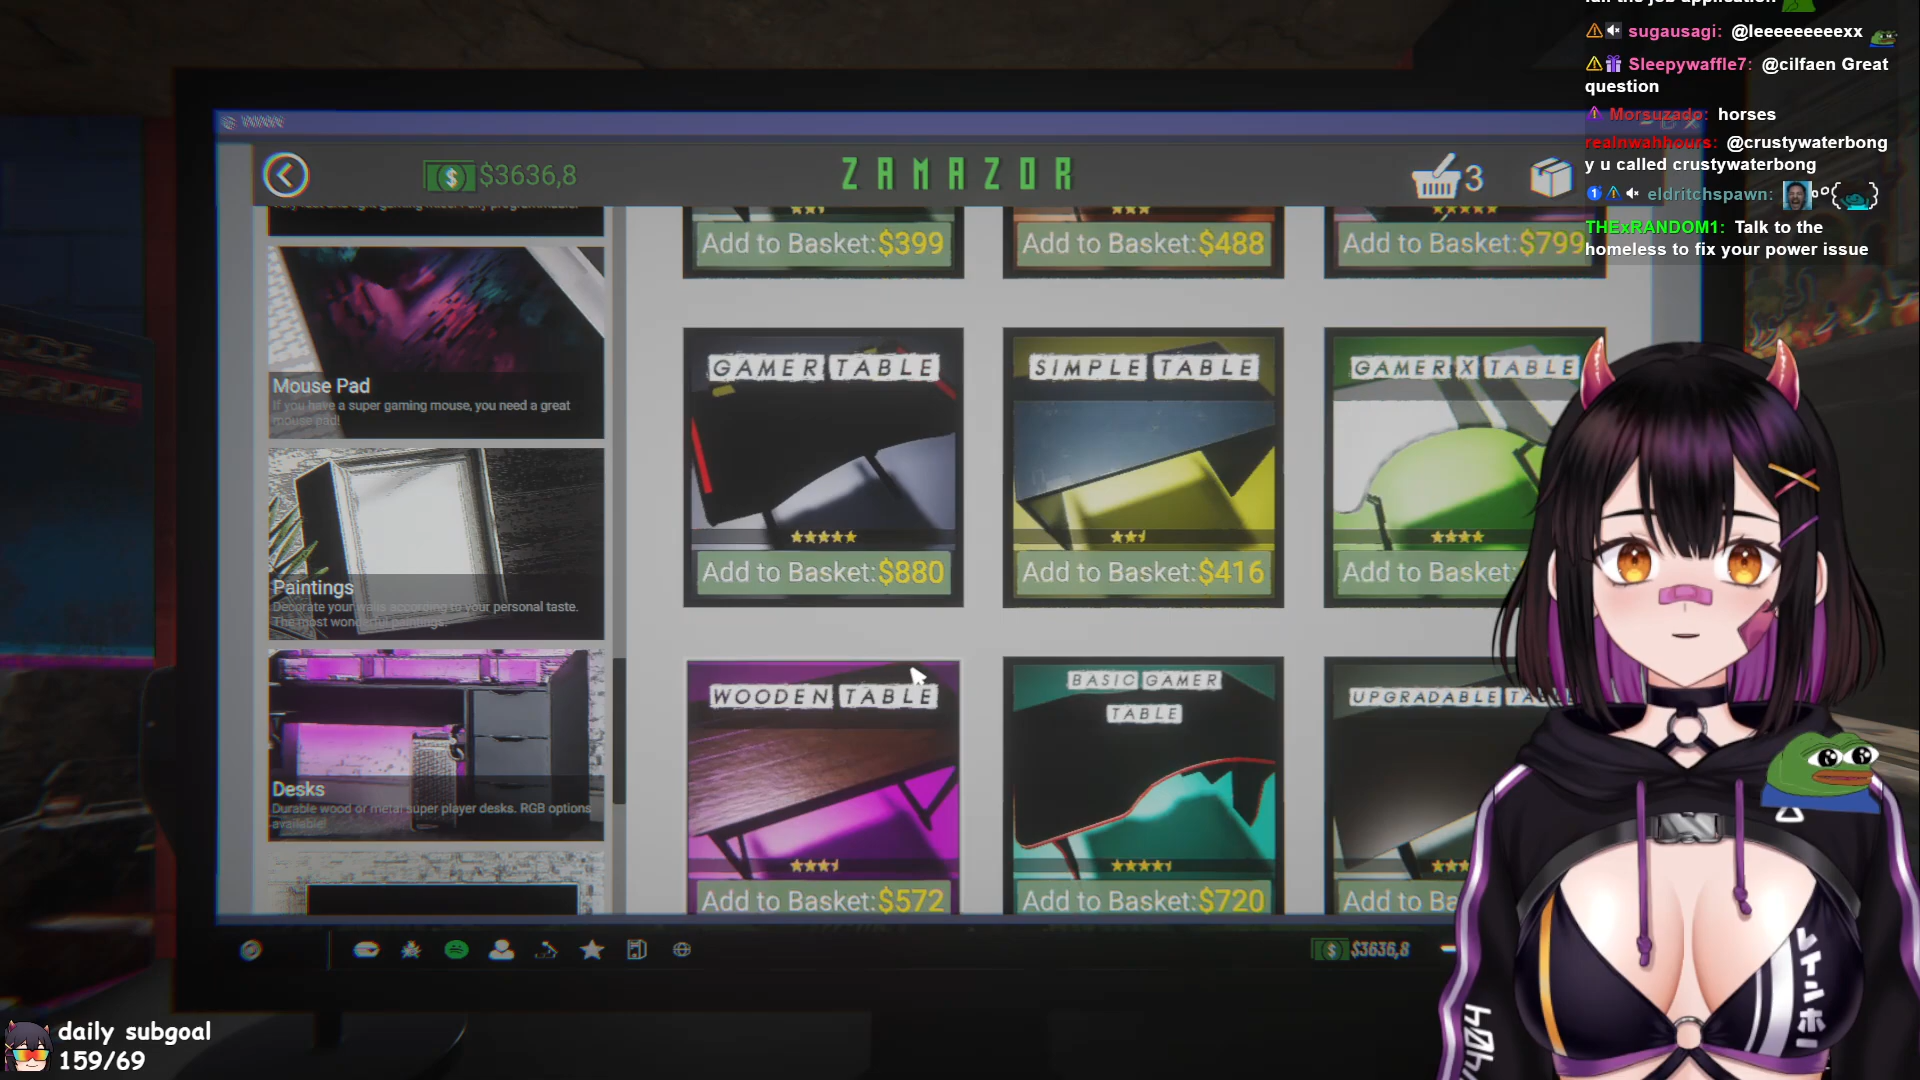 sugausagi: @leeeeeeeexx
Sleepywaffle7: @cilfaen Great
question
Morsuzado: horses
realnwahhours: @crustywaterbong
y u called crustywaterbong
eldritchspawn:
THExRANDOM1: Talk to the
homeless to fix your power issue
$3636,8
ZAMAZOR
3
Add to Basket:$399
Add to Basket:$488
Add to Basket:$799
Mouse Pad
If you have a super gaming mouse, you need a great
mouse pad!
GAMER TABLE
SIMPLE TABLE
GAMER X TABLE
Add to Basket:$880
Add to Basket:$416
Add to Basket:
Paintings
Decorate your walls according to your personal taste.
The most wonderful paintings.
WOODEN TABLE
BASIC GAMER
TABLE
UPGRADABLE
Desks
Durable wood or metal super player desks. RGB options
available!
Add to Basket:$572
Add to Basket:$720
Add to
$3636,8
daily subgoal
159/69